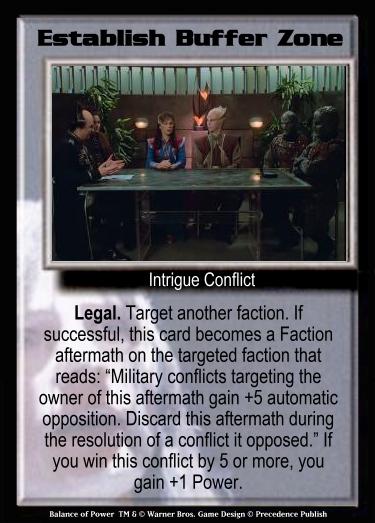 Establish Buffer Zone
Intrigue Conflict
Legal. Target another faction. If
successful, this card becomes a Faction
aftermath on the targeted faction that
reads: “Military conflicts targeting the
owner of this aftermath gain +5 automatic
opposition. Discard this aftermath during
the resolution of a conflict it opposed.” If
you win this conflict by 5 or more, you
gain +1 Power.
Balance of Power TM & © Warner Bros. Game Design © Precedence Publish